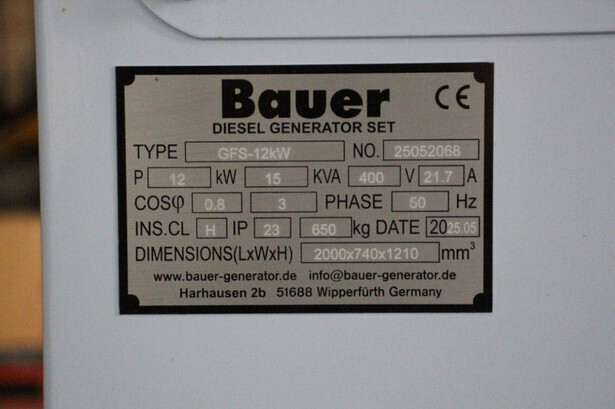 Bauer CE
DIESEL GENERATOR SET
TYPE GFS-12kW NO. 25052068
P 12 kW 15 KVA 400 V 21.7 A
COSφ 0.8 3 PHASE 50 Hz
INS.CL H IP 23 650 kg DATE 2025.05
DIMENSIONS(LxWxH) 2000x740x1210 mm³
www.bauer-generator.de info@bauer-generator.de
Harhausen 2b 51688 Wipperfürth Germany